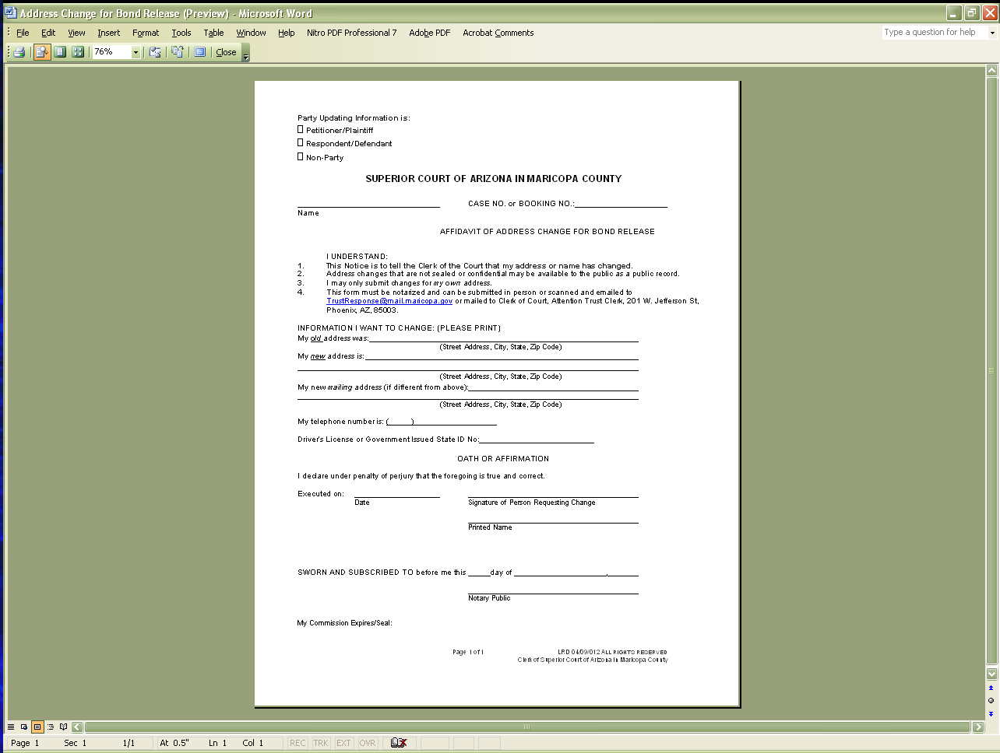 Address Change for Bond Release (Preview) - Microsoft Word
File Edit View Insert Format Tools Table Window Help Nitro PDF Professional 7 Adobe PDF Acrobat Comments Type a question for help
76% Close
Party Updating Information is:
Petitioner/Plaintiff
Respondent/Defendant
Non-Party
SUPERIOR COURT OF ARIZONA IN MARICOPA COUNTY
CASE NO. or BOOKING NO.:
Name
AFFIDAVIT OF ADDRESS CHANGE FOR BOND RELEASE
I UNDERSTAND:
1. This Notice is to tell the Clerk of the Court that my address or name has changed.
2. Address changes that are not sealed or confidential may be available to the public as a public record.
3. I may only submit changes for my own address.
4. This form must be notarized and can be submitted in person or scanned and emailed to
TrustResponse@mail.maricopa.gov or mailed to Clerk of Court, Attention Trust Clerk, 201 W. Jefferson St,
Phoenix, AZ, 85003.
INFORMATION I WANT TO CHANGE: (PLEASE PRINT)
My old address was:
(Street Address, City, State, Zip Code)
My new address is:
(Street Address, City, State, Zip Code)
My new mailing address (if different from above):
(Street Address, City, State, Zip Code)
My telephone number is: ( )
Driver's License or Government Issued State ID No:
OATH OR AFFIRMATION
I declare under penalty of perjury that the foregoing is true and correct.
Executed on:
Date Signature of Person Requesting Change
Printed Name
SWORN AND SUBSCRIBED TO before me this _____day of ____________________,______
Notary Public
My Commission Expires/Seal:
Page 1 of 1 LRD 04/09/012 ALL RIGHTS RESERVED
Clerk of Superior Court of Arizona in Maricopa County
Page 1 Sec 1 1/1 At 0.5" Ln 1 Col 1 REC TRK EXT OVR